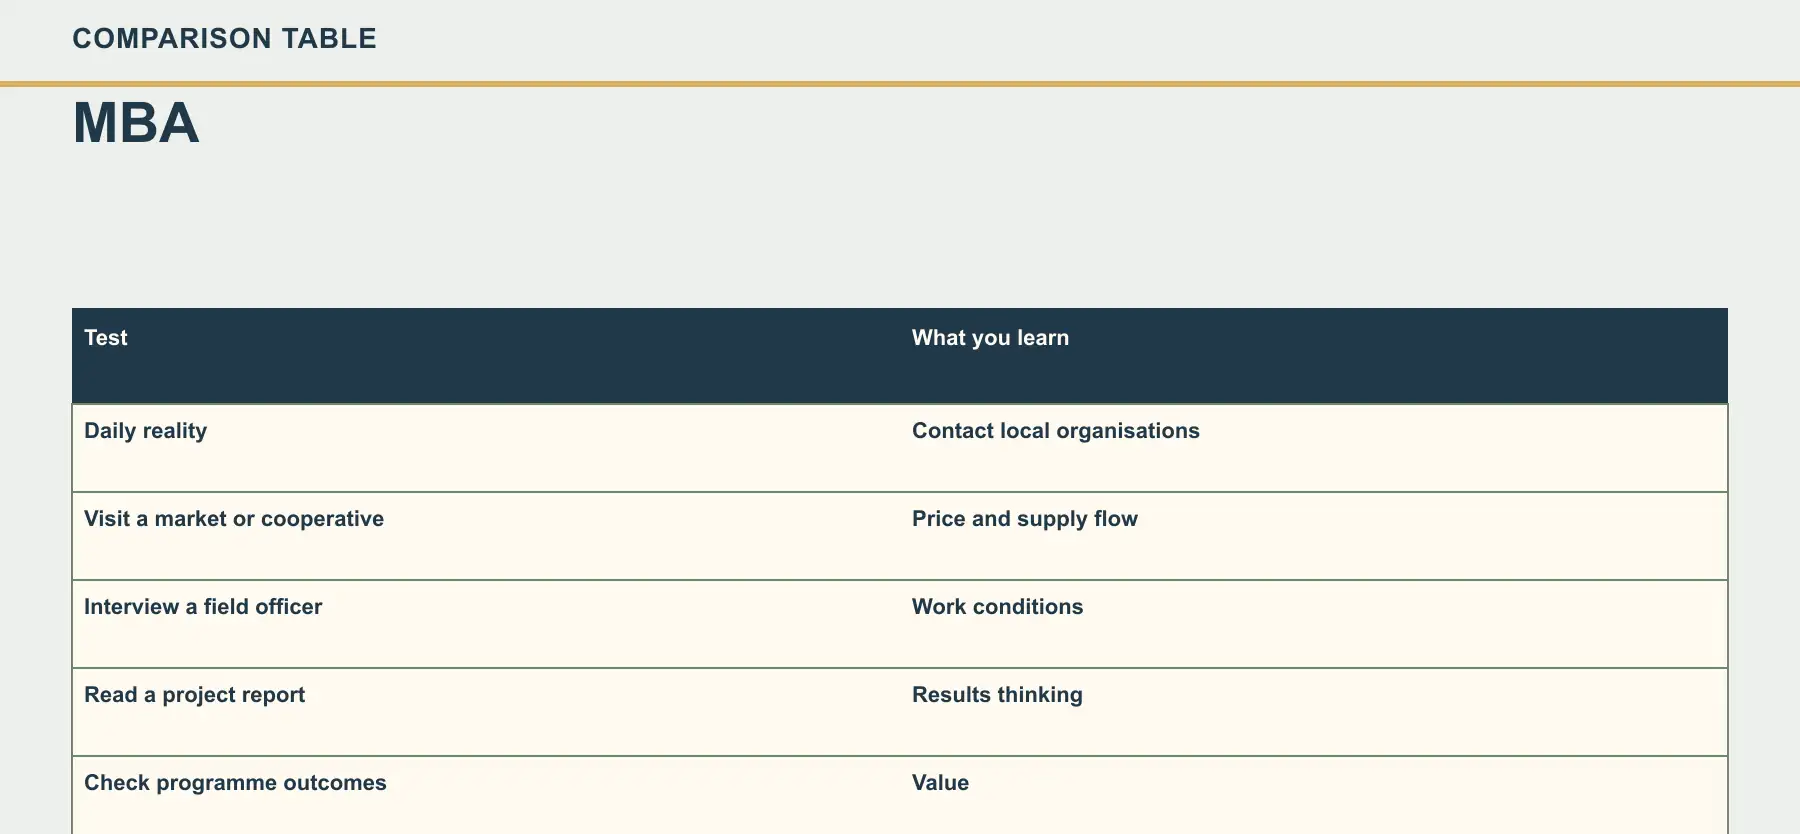 COMPARISON TABLE
MBA
Test What you learn
Daily reality Contact local organisations
Visit a market or cooperative Price and supply flow
Interview a field officer Work conditions
Read a project report Results thinking
Check programme outcomes Value